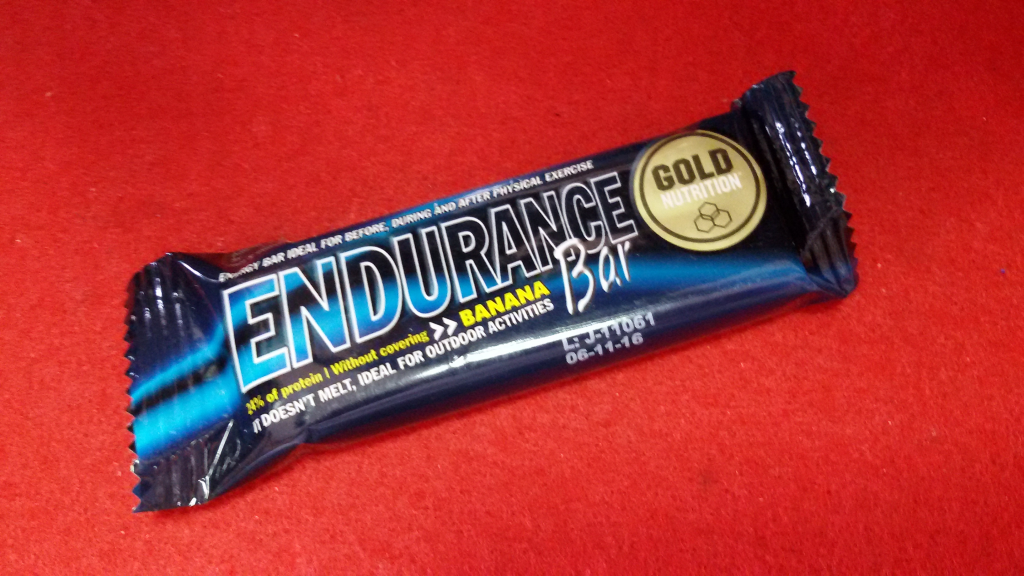 GOLD
NUTRITION
ENERGY BAR IDEAL FOR BEFORE, DURING AND AFTER PHYSICAL EXERCISE
ENDURANCE
Bar
24% of protein | Without covering >> BANANA
IT DOESN'T MELT, IDEAL FOR OUTDOOR ACTIVITIES
L: J-11061
06-11-16